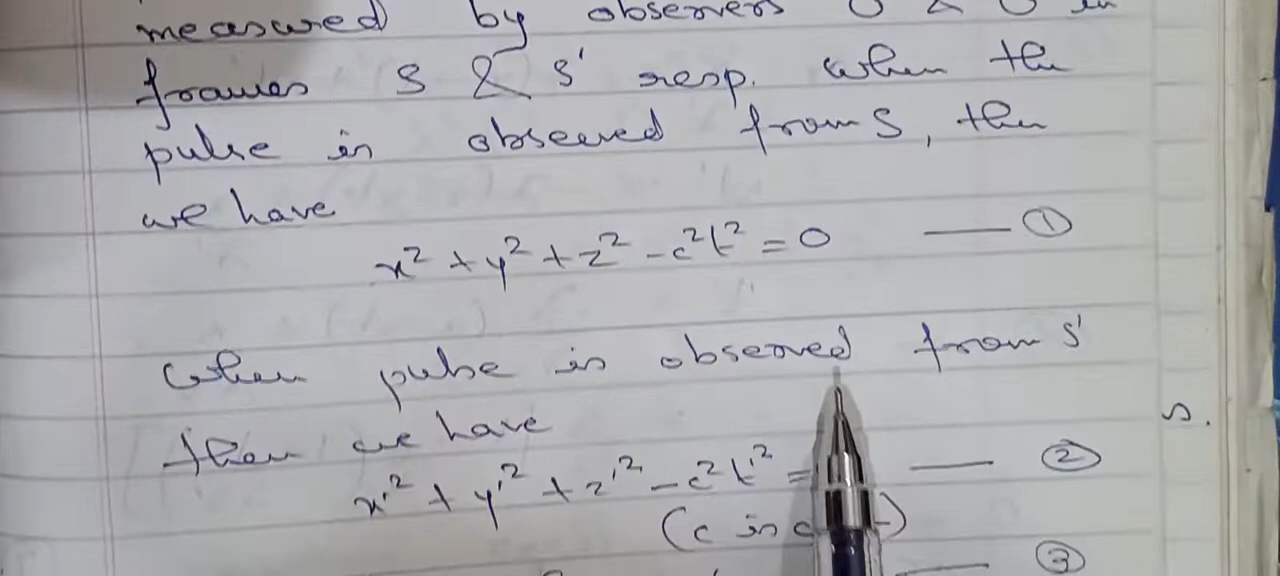 measured by observers O & O' in
frames S & S' resp. When the
pulse is observed from S, then
we have
x² + y² + z² - c²t² = 0 —— ①
When pulse is observed from S'
then we have
x'² + y'² + z'² - c²t'² = —— ②
(c is
S.
—— ③